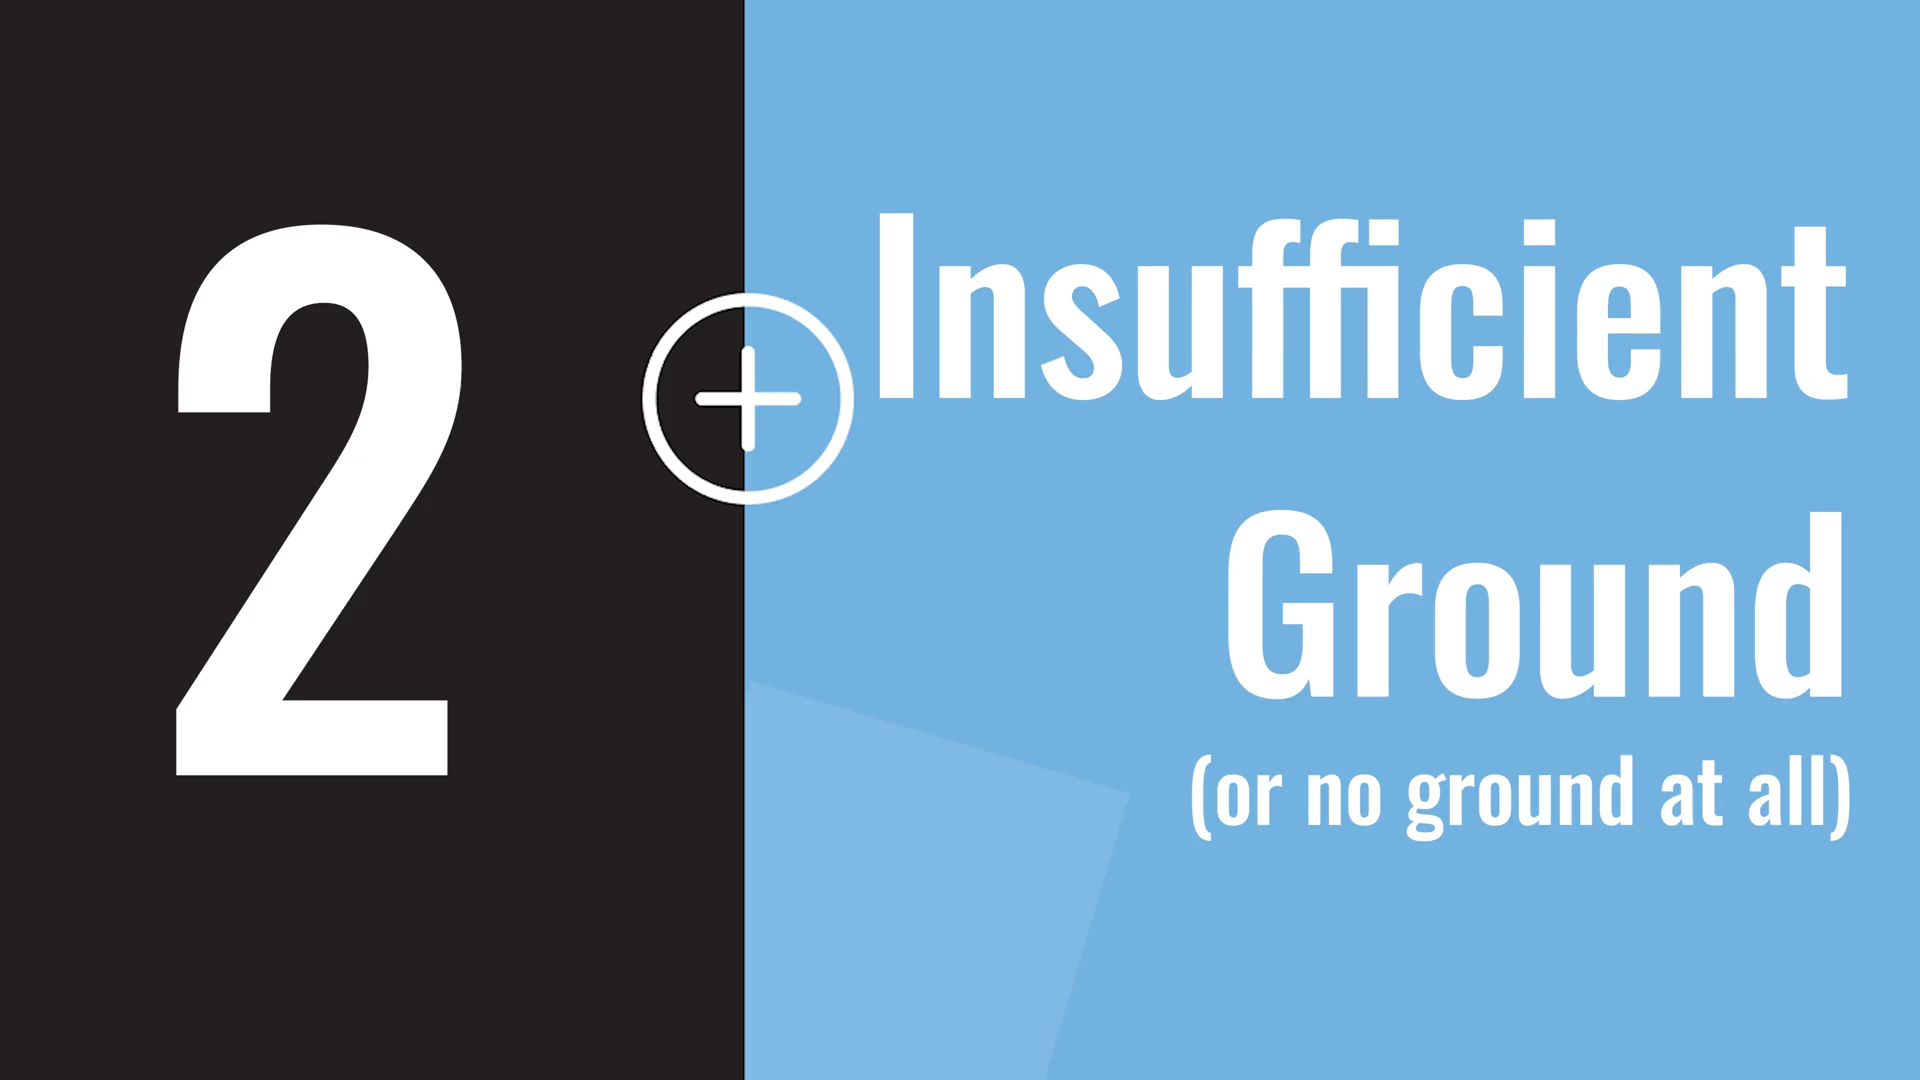 2
Insufficient
Ground
(or no ground at all)